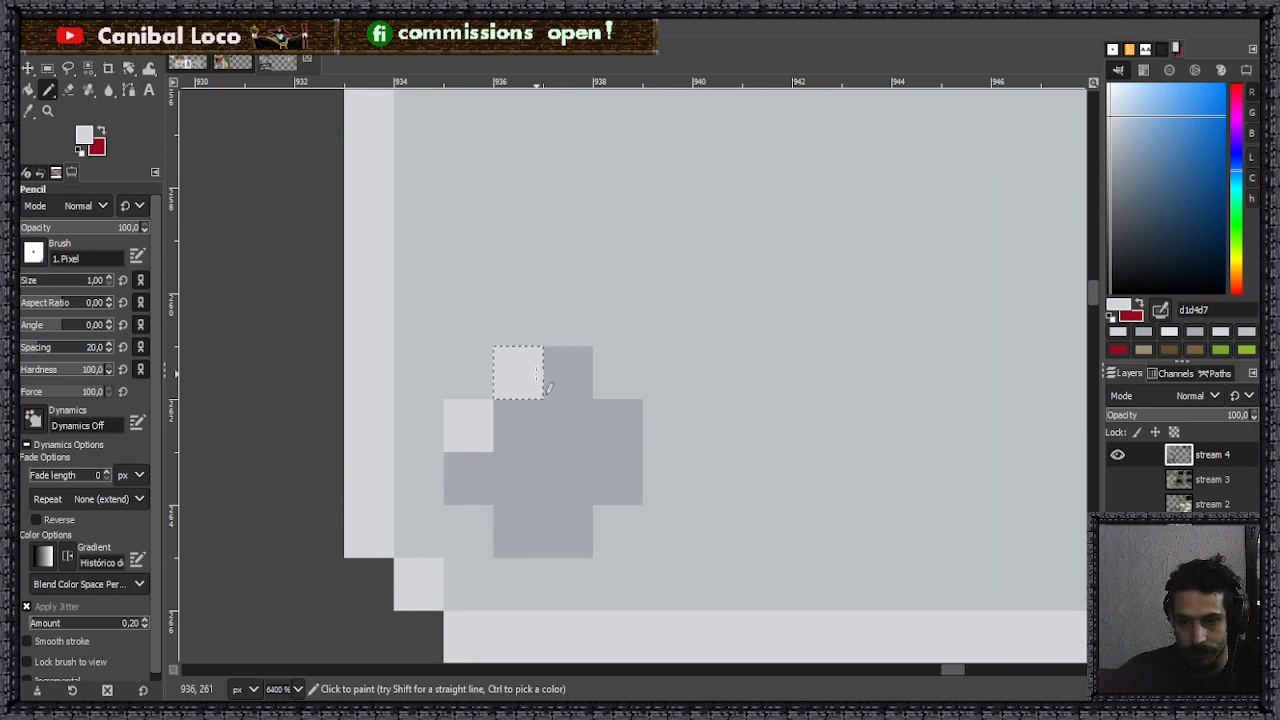 Canibal Loco
fi commissions open!
930
932
934
936
938
940
942
944
946
Pencil
Mode Normal
Opacity 100,0
Brush
1. Pixel
Size 1,00
Aspect Ratio 0,00
Angle 0,00
Spacing 20,0
Hardness 100,0
Force 100,0
Dynamics
Dynamics Off
Dynamics Options
Fade Options
Fade length 0 px
Repeat None (extend)
Reverse
Color Options
Gradient
Histórico d
Blend Color Space Per...
Apply Jitter
Amount 0,20
Smooth stroke
Lock brush to view
Incremental
936, 261 px 6400 % Click to paint (try Shift for a straight line, Ctrl to pick a color)
R
G
B
L
C
h
d1d4d7
Layers Channels Paths
Mode Normal
Opacity 100,0
Lock:
stream 4
stream 3
stream 2